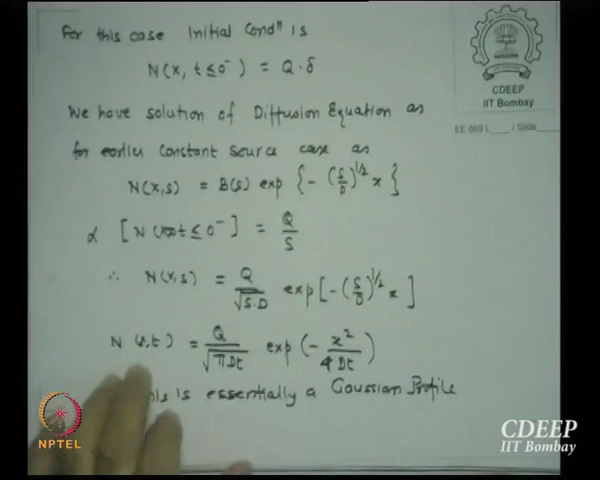 For this case Initial Condⁿ is
N(x, t≤0⁻) = Q·δ
We have solution of Diffusion Equation as
for earlier constant source case as
N(x,s) = B(s) exp {-(s/D)^1/2 x}
α [N(x, t≤0⁻] = Q/S
∴ N(x,s) = Q/√S·D exp[-(s/D)^1/2 x]
N(x,t) = Q/√πDt exp(-x²/4Dt)
is essentially a Gaussian Profile
CDEEP
IIT Bombay
EE 669 L___ / Slide___
NPTEL
CDEEP
IIT Bombay